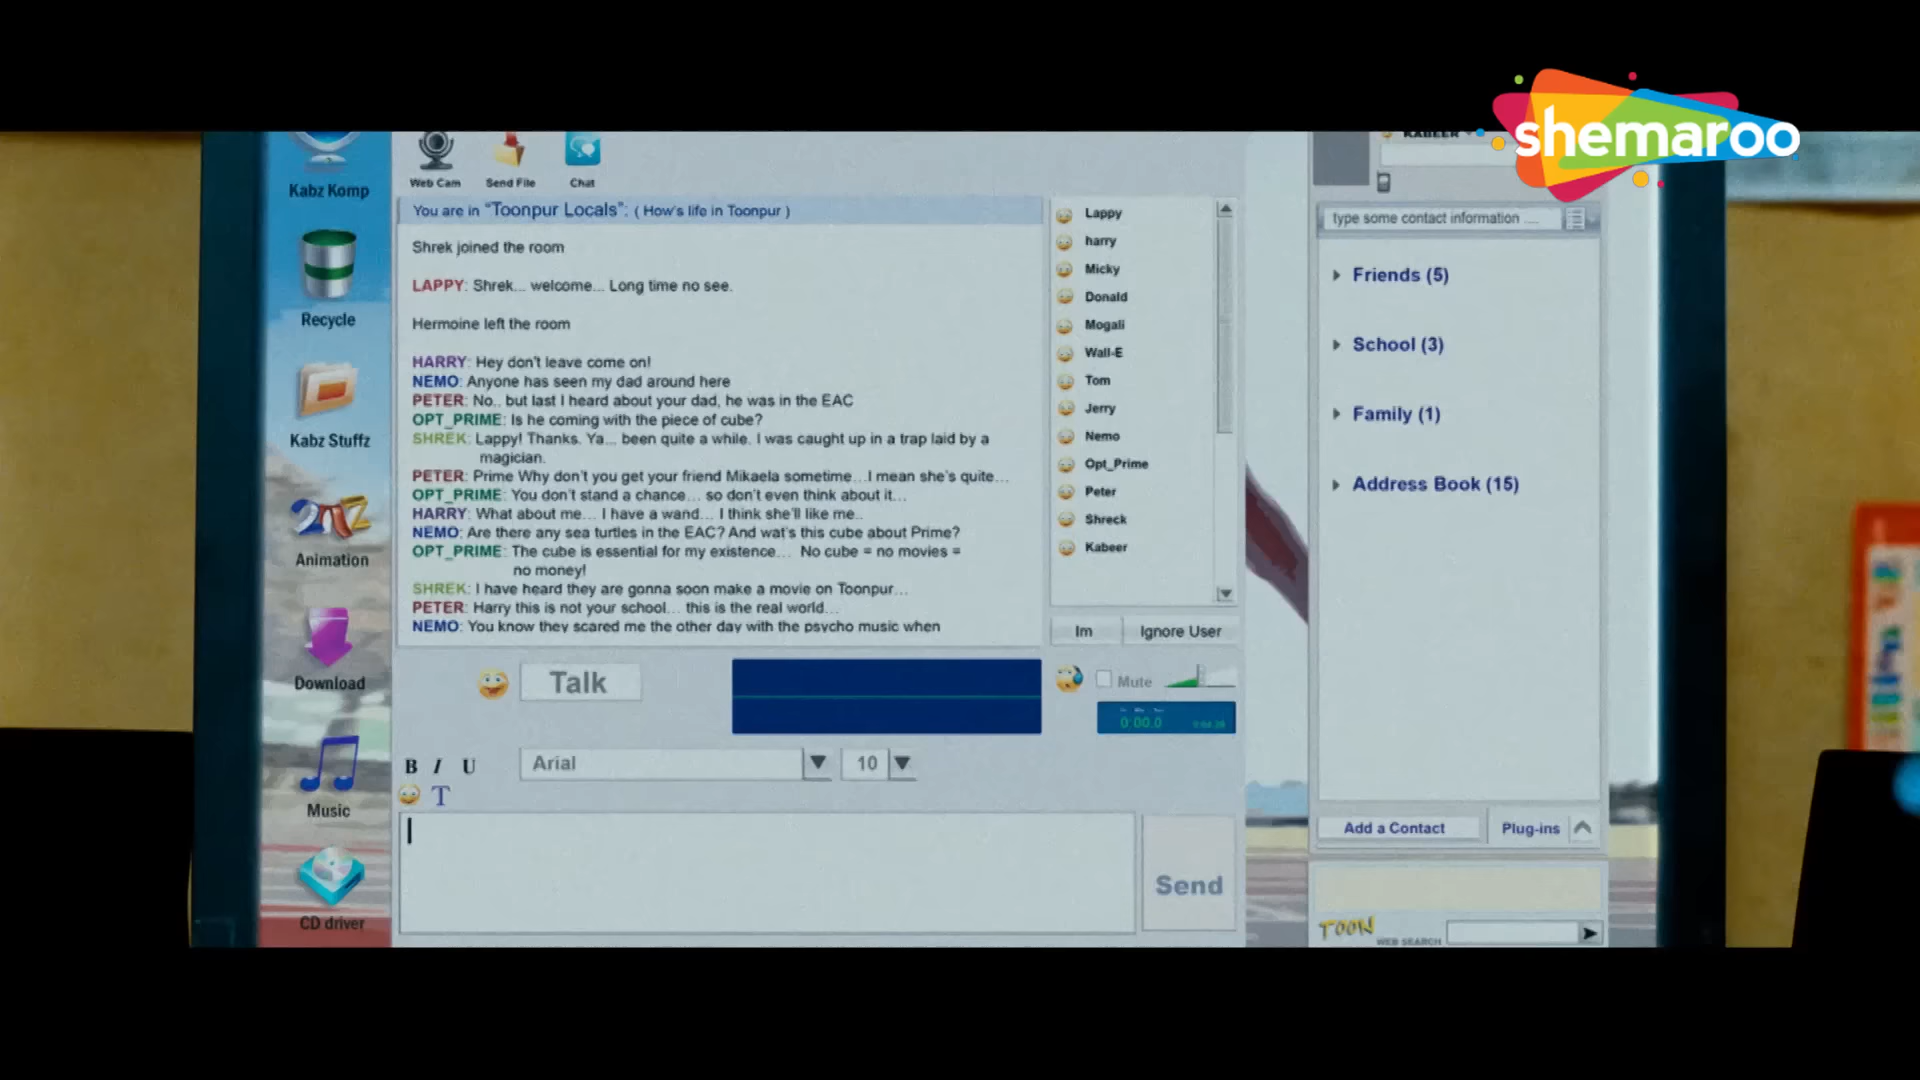 shemaroo
Kabz Komp
Recycle
Kabz Stuffz
Animation
Download
Music
CD driver
Web Cam
Send File
Chat
You are in "Toonpur Locals": ( How's life in Toonpur )
Shrek joined the room
LAPPY: Shrek... welcome... Long time no see.
Hermoine left the room
HARRY: Hey don't leave come on!
NEMO: Anyone has seen my dad around here
PETER: No.. but last I heard about your dad, he was in the EAC
OPT_PRIME: Is he coming with the piece of cube?
SHREK: Lappy! Thanks. Ya... been quite a while. I was caught up in a trap laid by a
magician.
PETER: Prime Why don't you get your friend Mikaela sometime...I mean she's quite...
OPT_PRIME: You don't stand a chance... so don't even think about it...
HARRY: What about me... I have a wand... I think she'll like me..
NEMO: Are there any sea turtles in the EAC? And wat's this cube about Prime?
OPT_PRIME: The cube is essential for my existence... No cube = no movies =
no money!
SHREK: I have heard they are gonna soon make a movie on Toonpur...
PETER: Harry this is not your school... this is the real world...
NEMO: You know they scared me the other day with the psycho music when
Lappy
harry
Micky
Donald
Mogali
Wall-E
Tom
Jerry
Nemo
Opt_Prime
Peter
Shreck
Kabeer
Im
Ignore User
Talk
Mute
0:00.0
B I U
Arial
10
T
Send
KABEER
type some contact information ....
Friends (5)
School (3)
Family (1)
Address Book (15)
Add a Contact
Plug-ins
TOON
WEB SEARCH